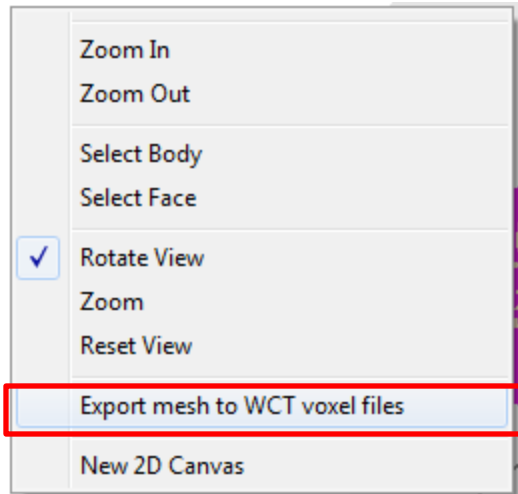 Zoom In
Zoom Out
Select Body
Select Face
Rotate View
Zoom
Reset View
Export mesh to WCT voxel files
New 2D Canvas